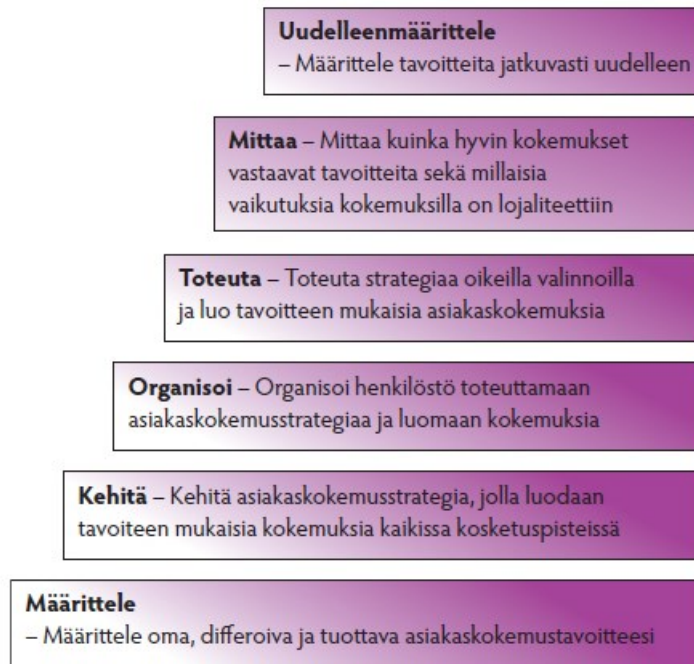 Uudelleenmäärittele
– Määrittele tavoitteita jatkuvasti uudelleen
Mittaa – Mittaa kuinka hyvin kokemukset
vastaavat tavoitteita sekä millaisia
vaikutuksia kokemuksilla on lojaliteettiin
Toteuta – Toteuta strategiaa oikeilla valinnoilla
ja luo tavoitteen mukaisia asiakaskokemuksia
Organisoi – Organisoi henkilöstö toteuttamaan
asiakaskokemusstrategiaa ja luomaan kokemuksia
Kehitä – Kehitä asiakaskokemusstrategia, jolla luodaan
tavoiteen mukaisia kokemuksia kaikissa kosketuspisteissä
Määrittele
– Määrittele oma, differoiva ja tuottava asiakaskokemustavoitteesi